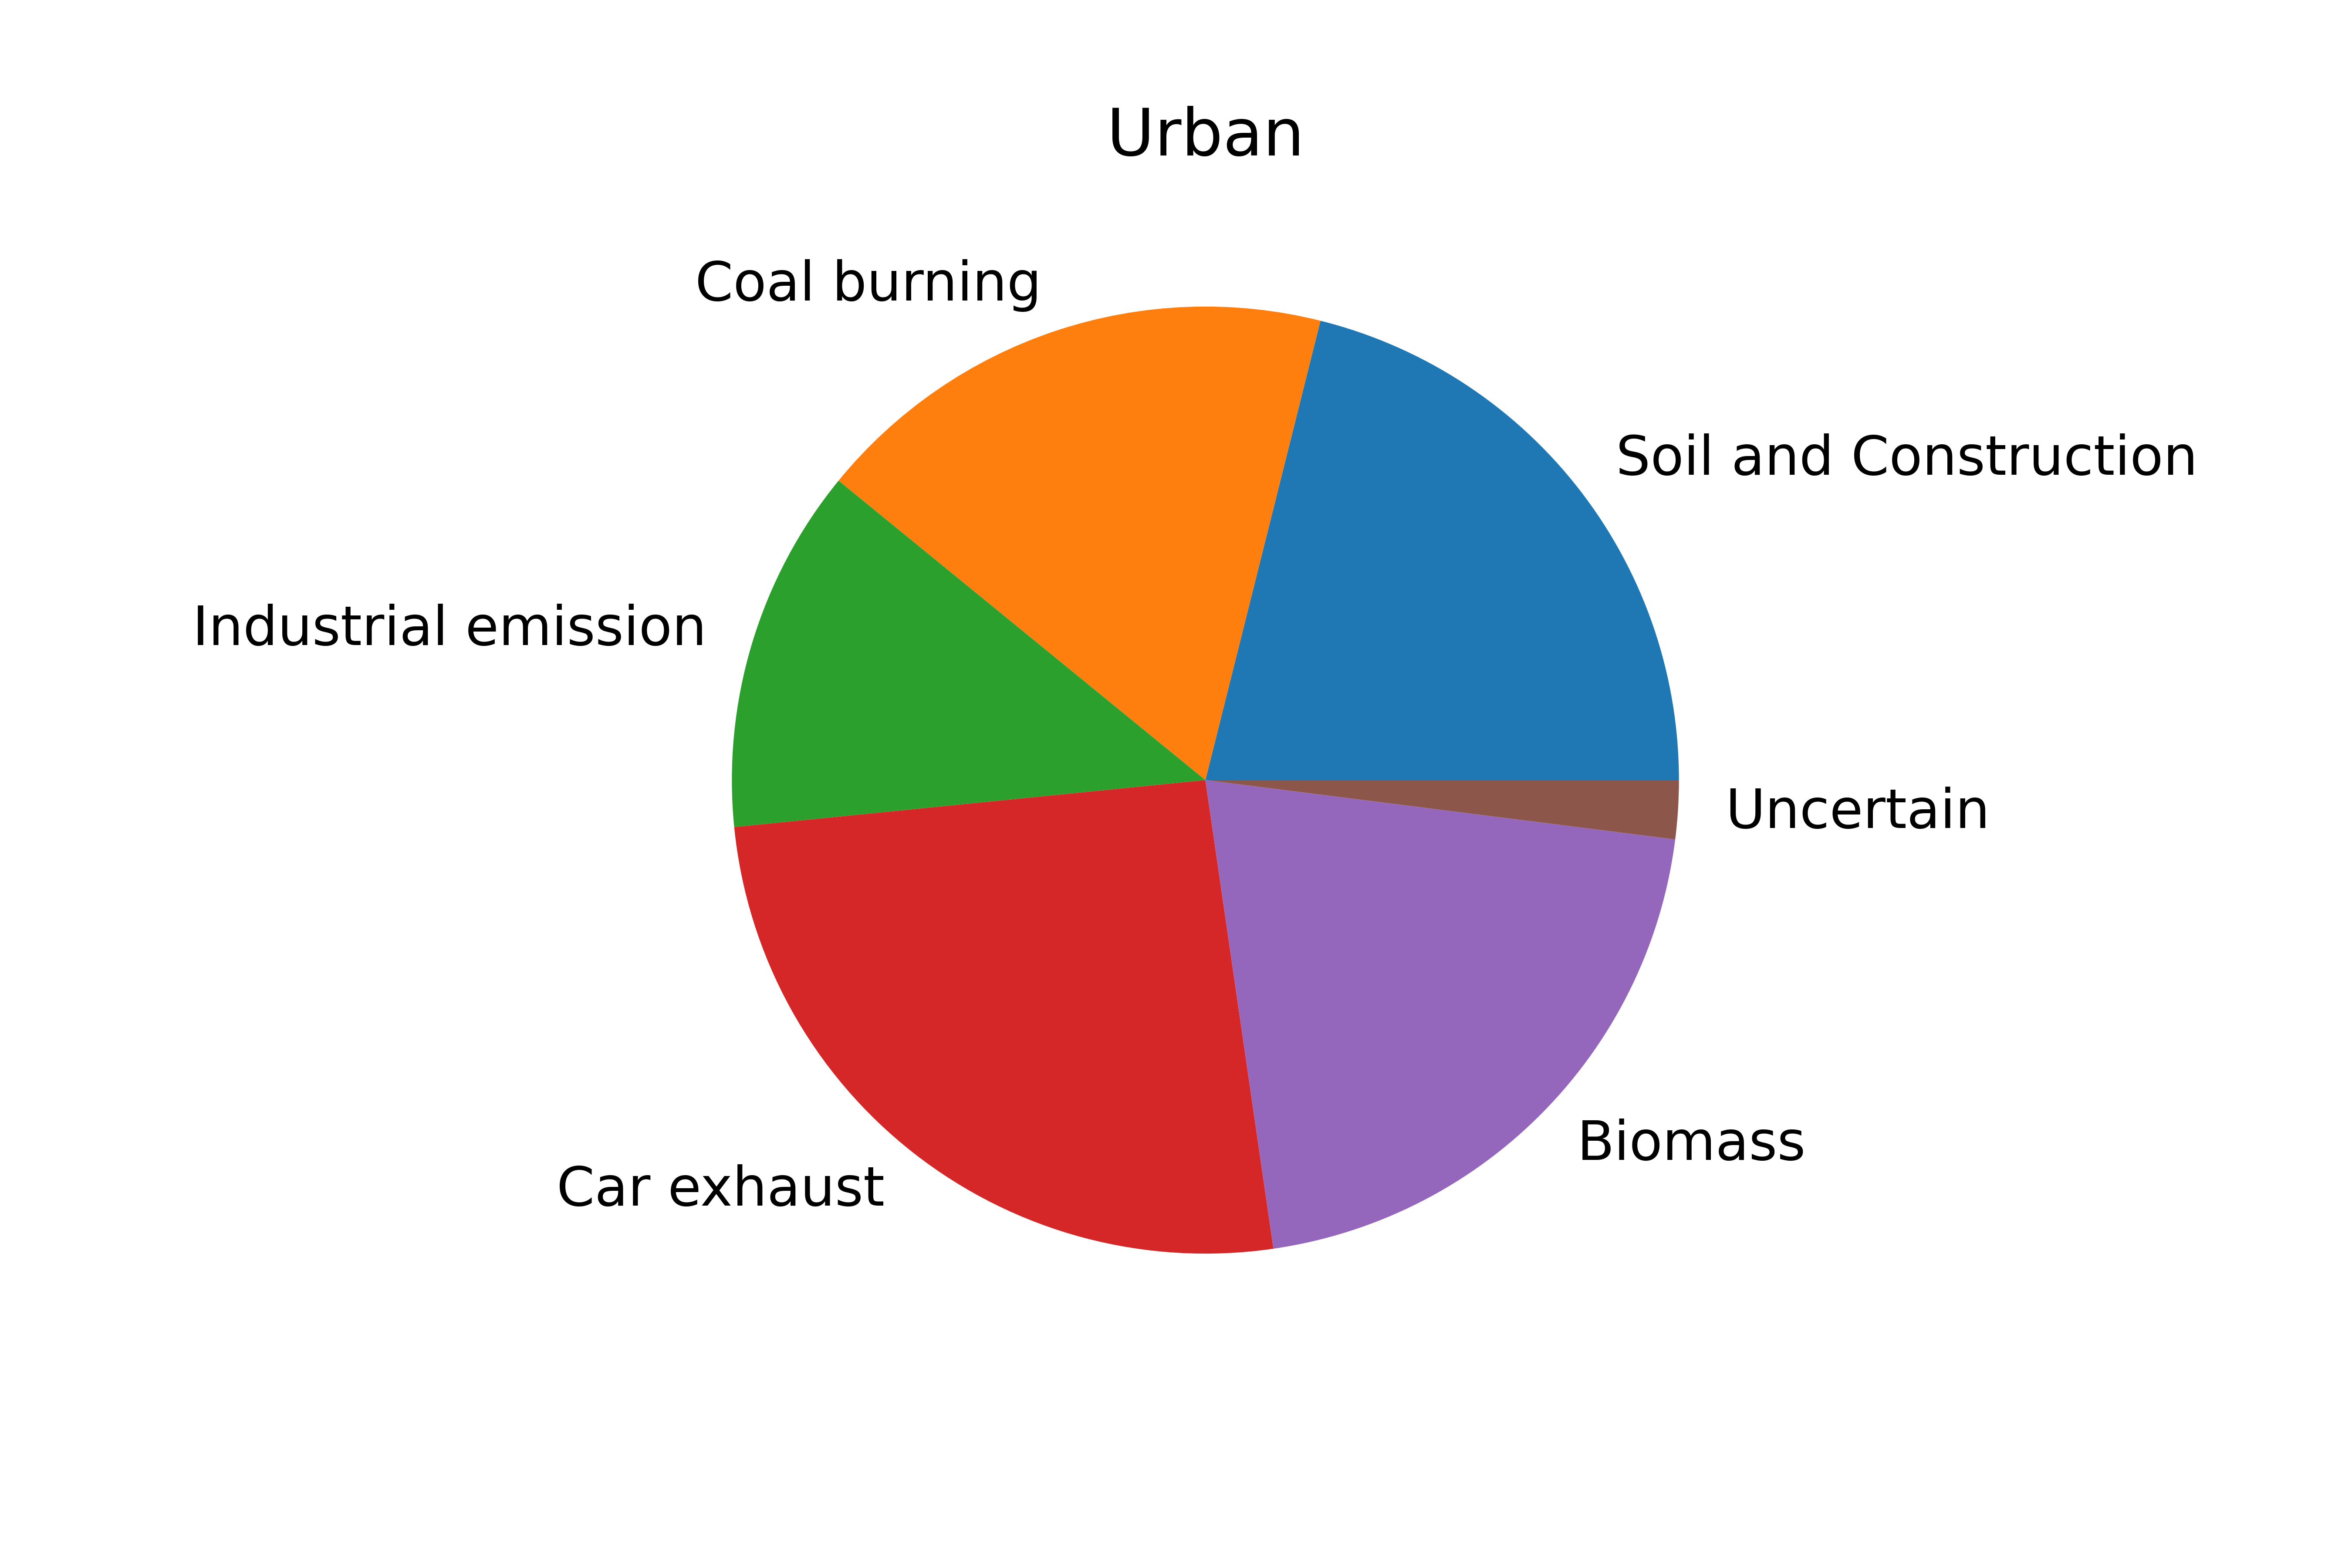 Urban
Coal burning
Soil and Construction
Industrial emission
Uncertain
Biomass
Car exhaust